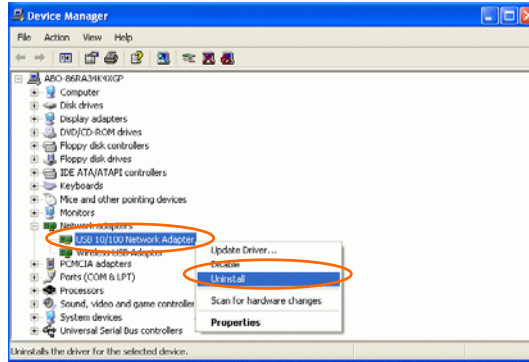 Device Manager
File Action View Help
ABO-86RA34K4XGP
Computer
Disk drives
Display adapters
DVD/CD-ROM drives
Floppy disk controllers
Floppy disk drives
IDE ATA/ATAPI controllers
Keyboards
Mice and other pointing devices
Monitors
Network adapters
USB 10/100 Network Adapter
Wireless USB Adapter
PCMCIA adapters
Ports (COM & LPT)
Processors
Sound, video and game controller
System devices
Universal Serial Bus controllers
Update Driver...
Disable
Uninstall
Scan for hardware changes
Properties
Uninstalls the driver for the selected device.